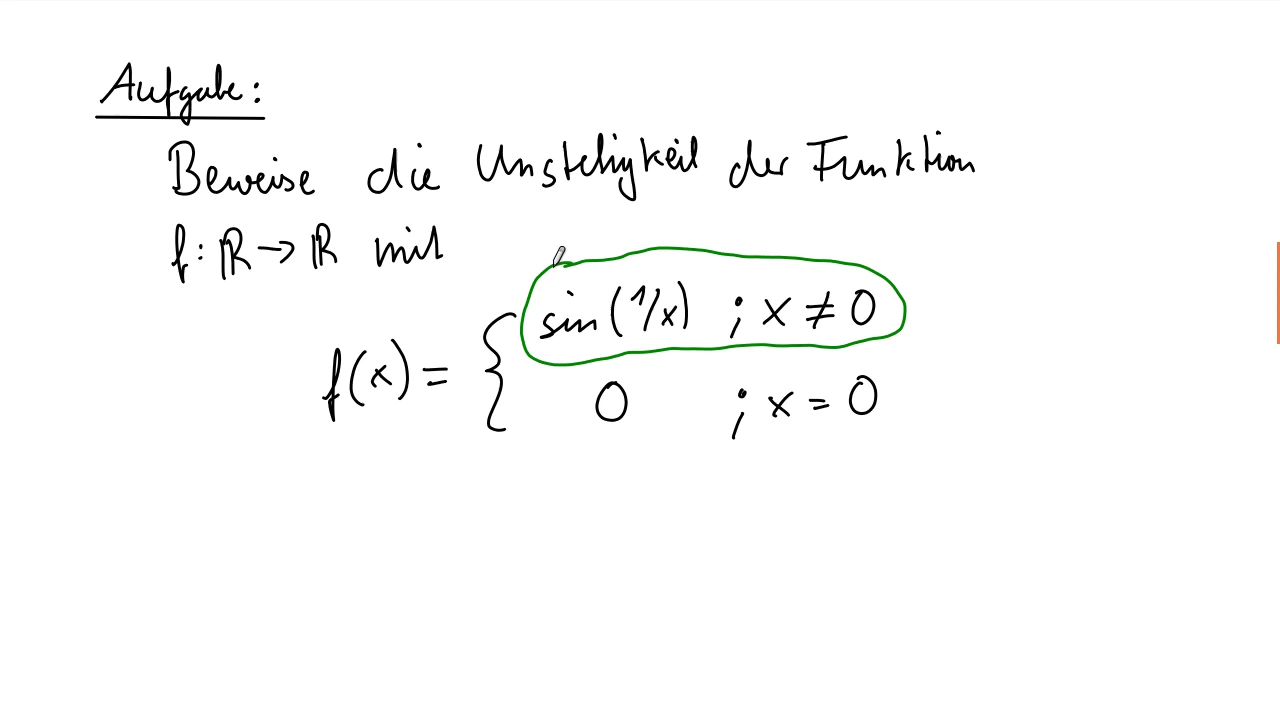 Aufgabe:
Beweise die Unstetigkeit der Funktion
f: ℝ → ℝ mit
sin(1/x) ; x ≠ 0
f(x) = {
0 ; x = 0